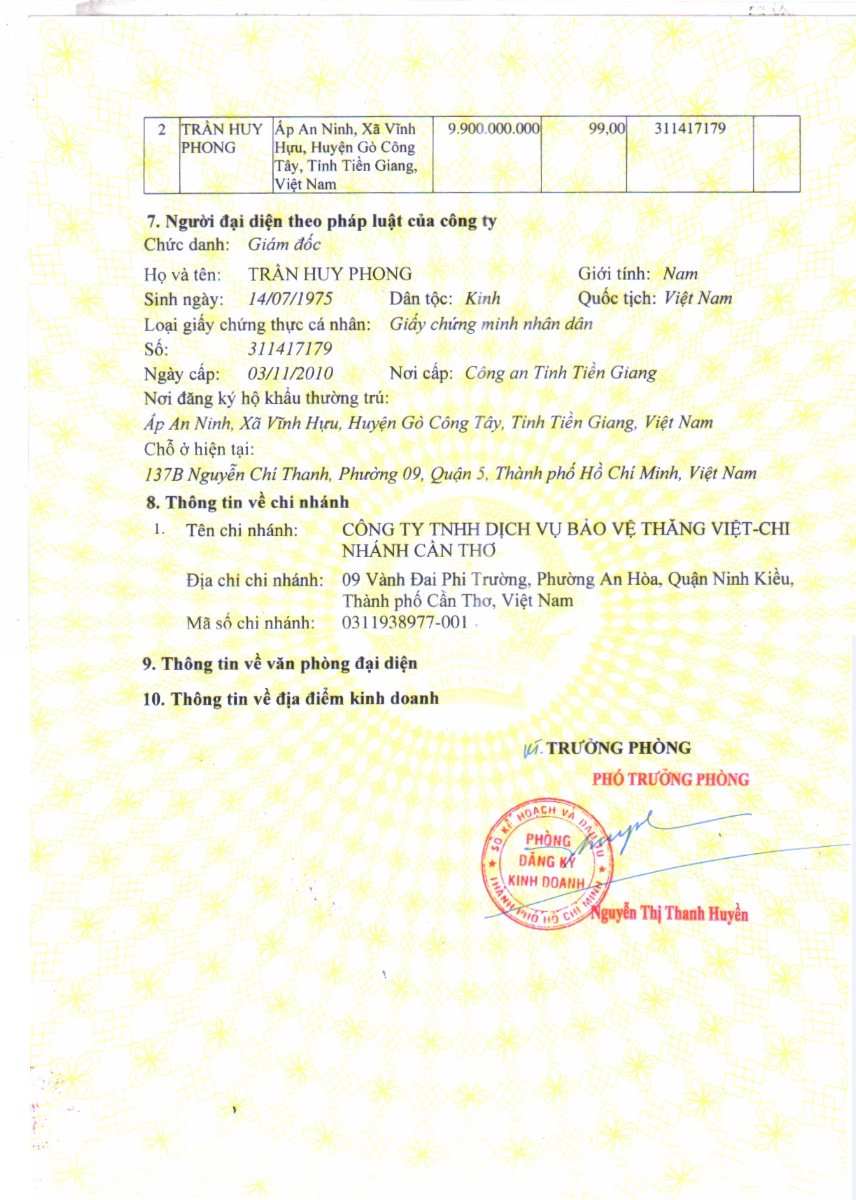 2 TRẦN HUY Ấp An Ninh, Xã Vĩnh 9.900.000.000 99,00 311417179
PHONG Hựu, Huyện Gò Công
Tây, Tỉnh Tiền Giang,
Việt Nam
7. Người đại diện theo pháp luật của công ty
Chức danh: Giám đốc
Họ và tên: TRẦN HUY PHONG Giới tính: Nam
Sinh ngày: 14/07/1975 Dân tộc: Kinh Quốc tịch: Việt Nam
Loại giấy chứng thực cá nhân: Giấy chứng minh nhân dân
Số: 311417179
Ngày cấp: 03/11/2010 Nơi cấp: Công an Tỉnh Tiền Giang
Nơi đăng ký hộ khẩu thường trú:
Ấp An Ninh, Xã Vĩnh Hựu, Huyện Gò Công Tây, Tỉnh Tiền Giang, Việt Nam
Chỗ ở hiện tại:
137B Nguyễn Chí Thanh, Phường 09, Quận 5, Thành phố Hồ Chí Minh, Việt Nam
8. Thông tin về chi nhánh
1. Tên chi nhánh: CÔNG TY TNHH DỊCH VỤ BẢO VỆ THĂNG VIỆT-CHI
NHÁNH CẦN THƠ
Địa chỉ chi nhánh: 09 Vành Đai Phi Trường, Phường An Hòa, Quận Ninh Kiều,
Thành phố Cần Thơ, Việt Nam
Mã số chi nhánh: 0311938977-001
9. Thông tin về văn phòng đại diện
10. Thông tin về địa điểm kinh doanh
KT. TRƯỞNG PHÒNG
PHÓ TRƯỞNG PHÒNG
SỞ KẾ HOẠCH VÀ ĐẦU TƯ
PHÒNG
ĐĂNG KÝ
KINH DOANH
THÀNH PHỐ HỒ CHÍ MINH
Nguyễn Thị Thanh Huyền